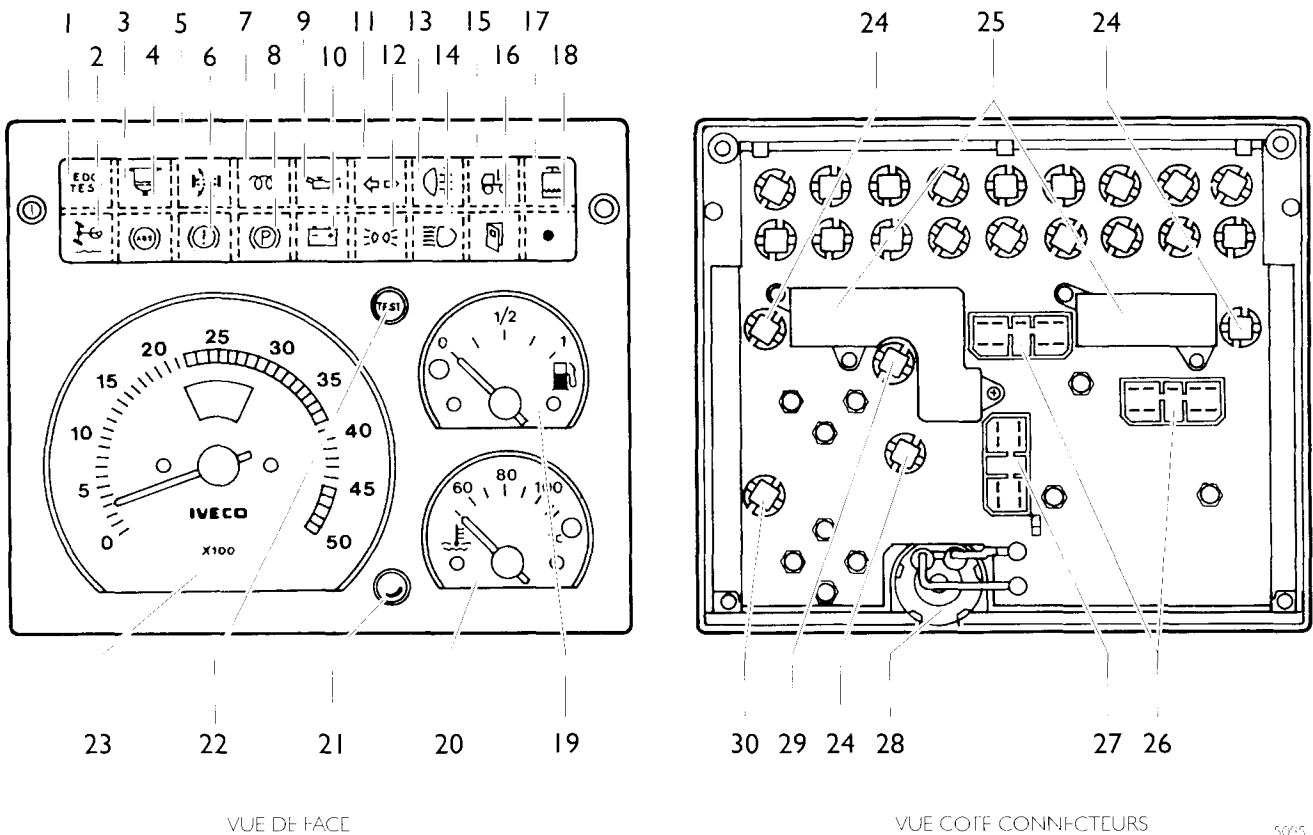 1 3 5 7 9 11 13 15 17
2 4 6 8 10 12 14 16 18
24 25 24
EDC TEST
ABS
! P
TEST
0 1/2 1
0 5 10 15 20 25 30 35 40 45 50
IVECO
X100
60 80 100
°C
23 22 21 20 19
30 29 24 28 27 26
VUE DE FACE
VUE COTE CONNECTEURS